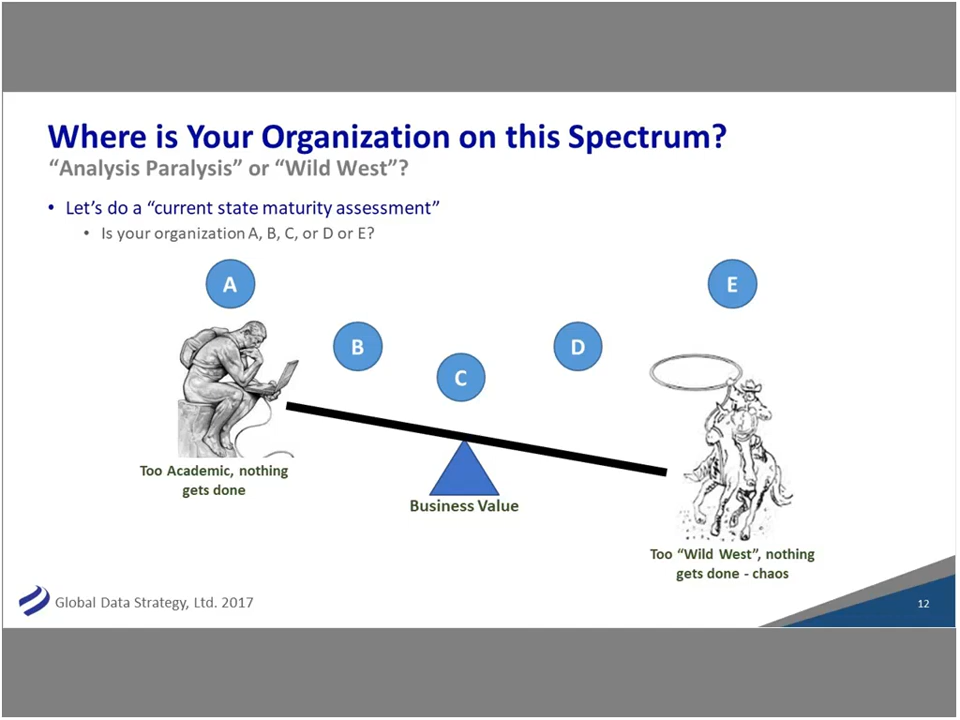 Where is Your Organization on this Spectrum?
“Analysis Paralysis” or “Wild West”?
• Let’s do a “current state maturity assessment”
• Is your organization A, B, C, or D or E?
A
E
B
D
C
Too Academic, nothing
gets done
Business Value
Too “Wild West”, nothing
gets done - chaos
Global Data Strategy, Ltd. 2017
12